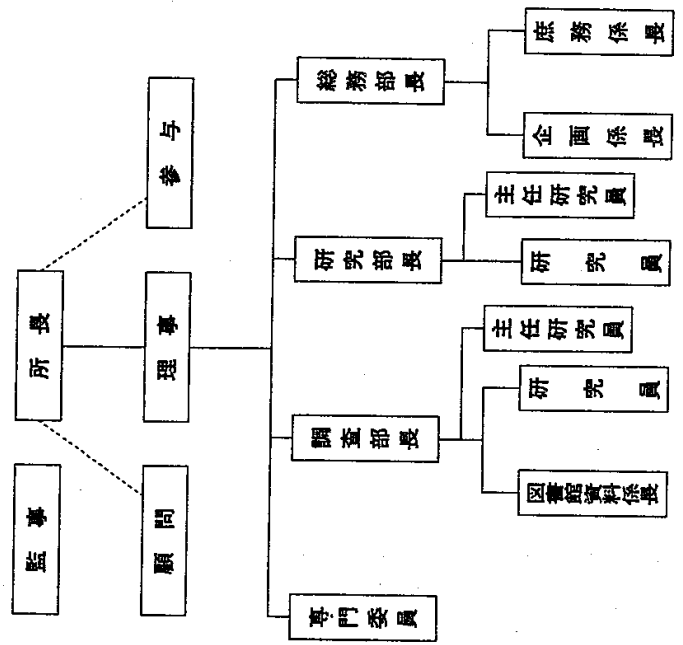 監事
所長
顧問
理事
参与
専門委員
調査部長
研究部長
総務部長
図書館資料係長
研究員
主任研究員
研究員
主任研究員
企画係長
庶務係長